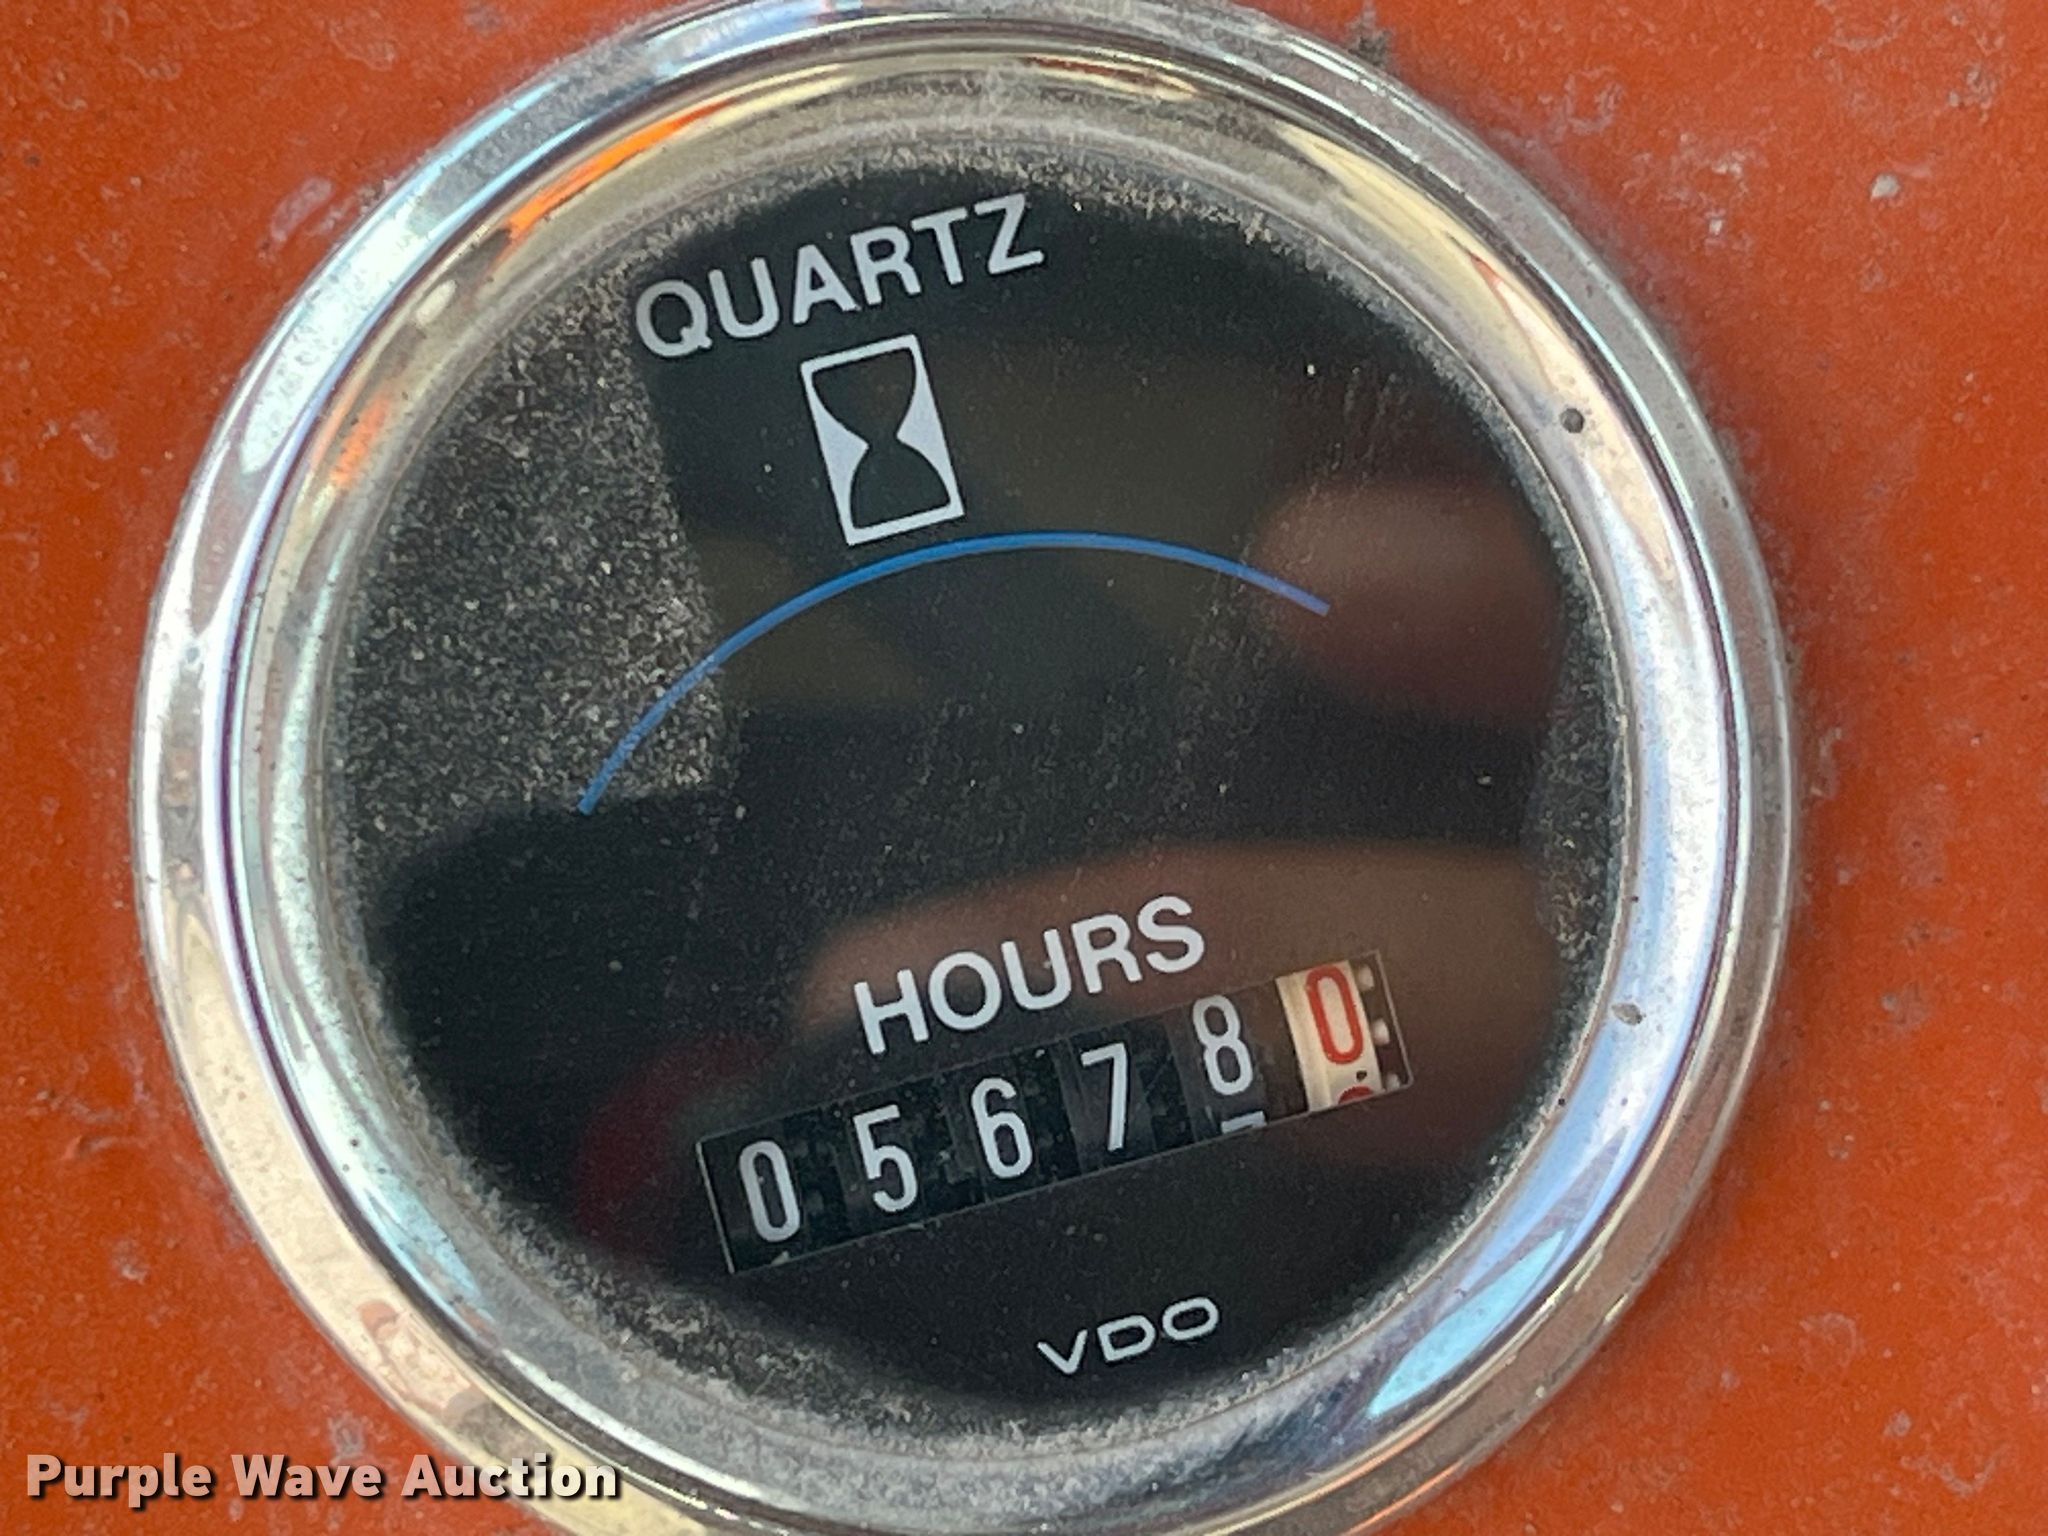 QUARTZ
HOURS
056780
VDO
Purple Wave Auction